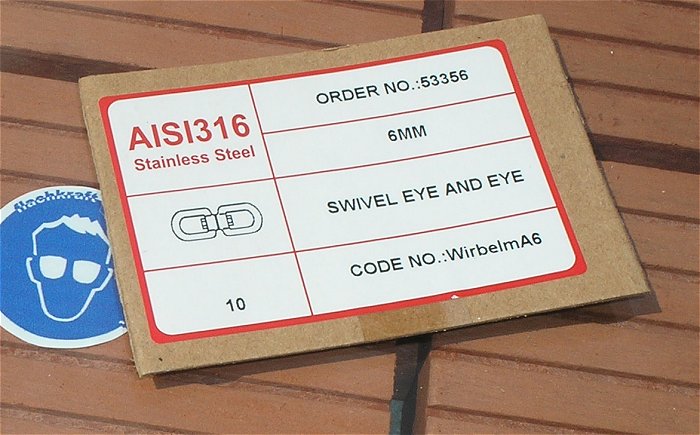 AISI316
Stainless Steel
ORDER NO.:53356
6MM
SWIVEL EYE AND EYE
10
CODE NO.:WirbelmA6
flachkraft